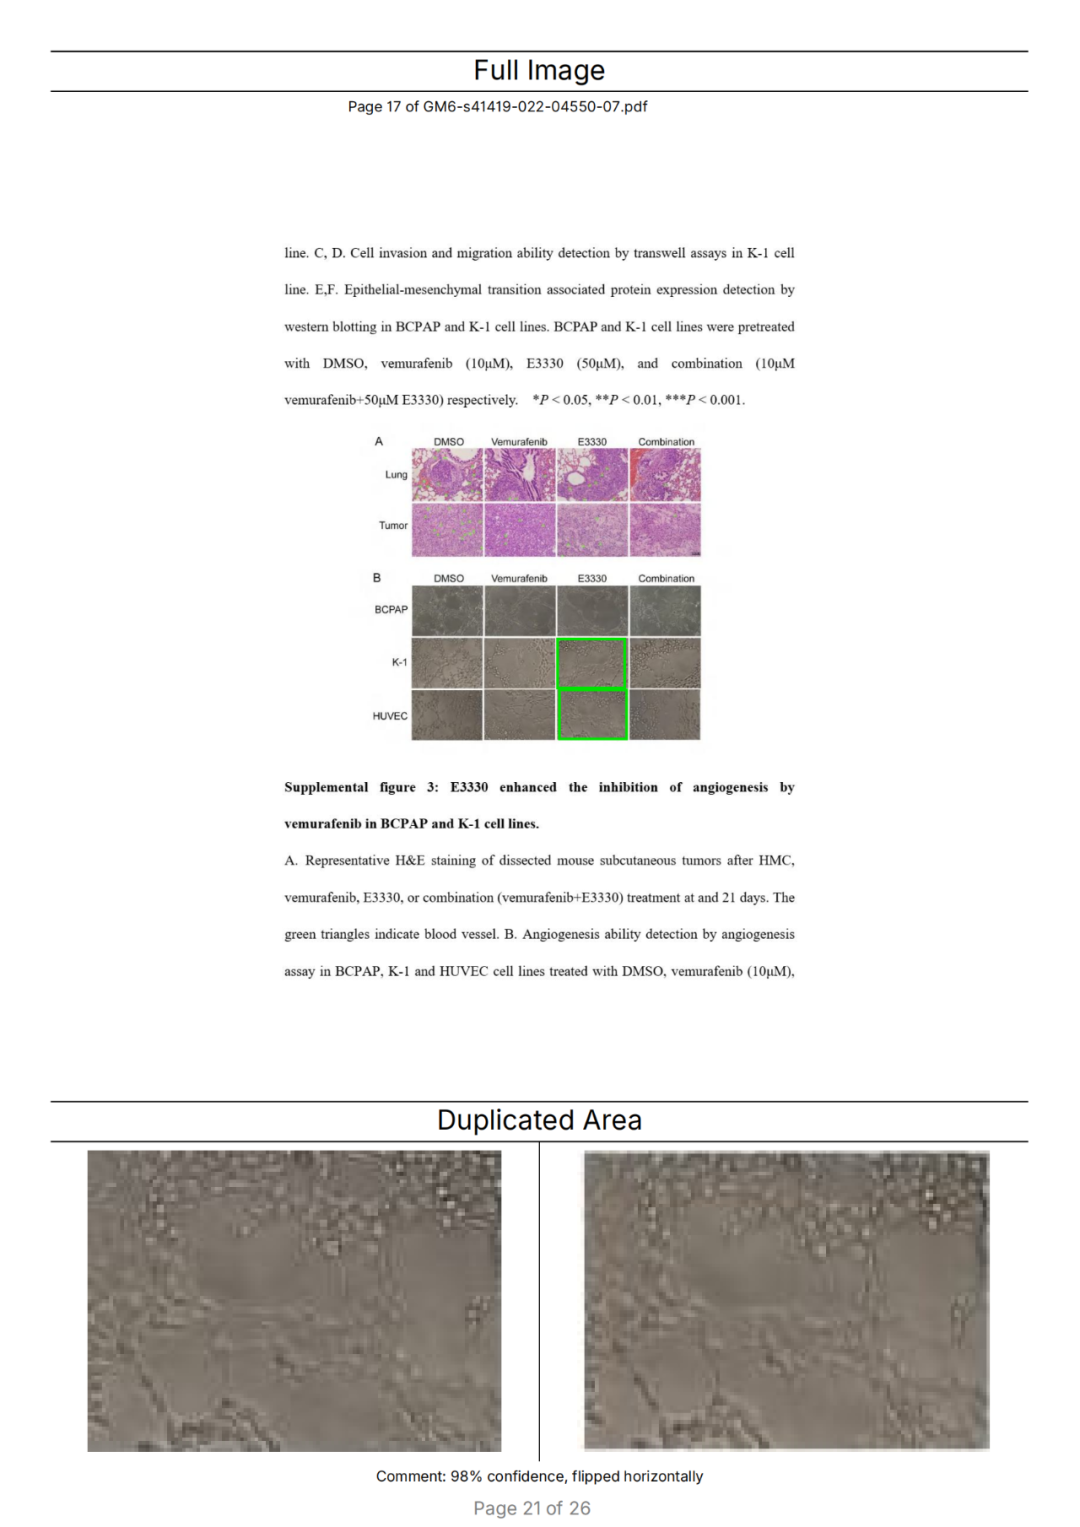 Full Image
Page 17 of GM6-s41419-022-04550-07.pdf
line. C, D. Cell invasion and migration ability detection by transwell assays in K-1 cell
line. E,F. Epithelial-mesenchymal transition associated protein expression detection by
western blotting in BCPAP and K-1 cell lines. BCPAP and K-1 cell lines were pretreated
with DMSO, vemurafenib (10μM), E3330 (50μM), and combination (10μM
vemurafenib+50μM E3330) respectively. *P < 0.05, **P < 0.01, ***P < 0.001.
A DMSO Vemurafenib E3330 Combination
Lung
Tumor
B DMSO Vemurafenib E3330 Combination
BCPAP
K-1
HUVEC
Supplemental figure 3: E3330 enhanced the inhibition of angiogenesis by
vemurafenib in BCPAP and K-1 cell lines.
A. Representative H&E staining of dissected mouse subcutaneous tumors after HMC,
vemurafenib, E3330, or combination (vemurafenib+E3330) treatment at and 21 days. The
green triangles indicate blood vessel. B. Angiogenesis ability detection by angiogenesis
assay in BCPAP, K-1 and HUVEC cell lines treated with DMSO, vemurafenib (10μM),
Duplicated Area
Comment: 98% confidence, flipped horizontally
Page 21 of 26